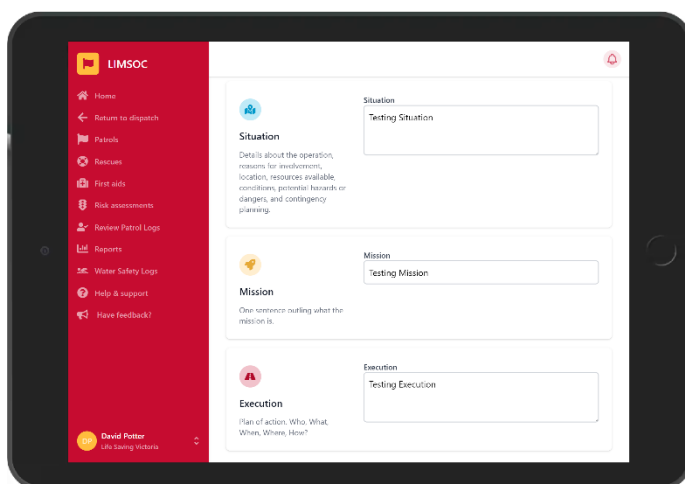 LIMSOC
Home
Return to dispatch
Patrols
Rescues
First aids
Risk assessments
Review Patrol Logs
Reports
Water Safety Logs
Help & support
Have feedback?
DP
David Potter
Life Saving Victoria
Situation
Details about the operation,
reasons for involvement,
location, resources available,
conditions, potential hazards or
dangers, and contingency
planning.
Situation
Testing Situation
Mission
One sentence outling what the
mission is.
Mission
Testing Mission
Execution
Plan of action. Who, What,
When, Where, How?
Execution
Testing Execution